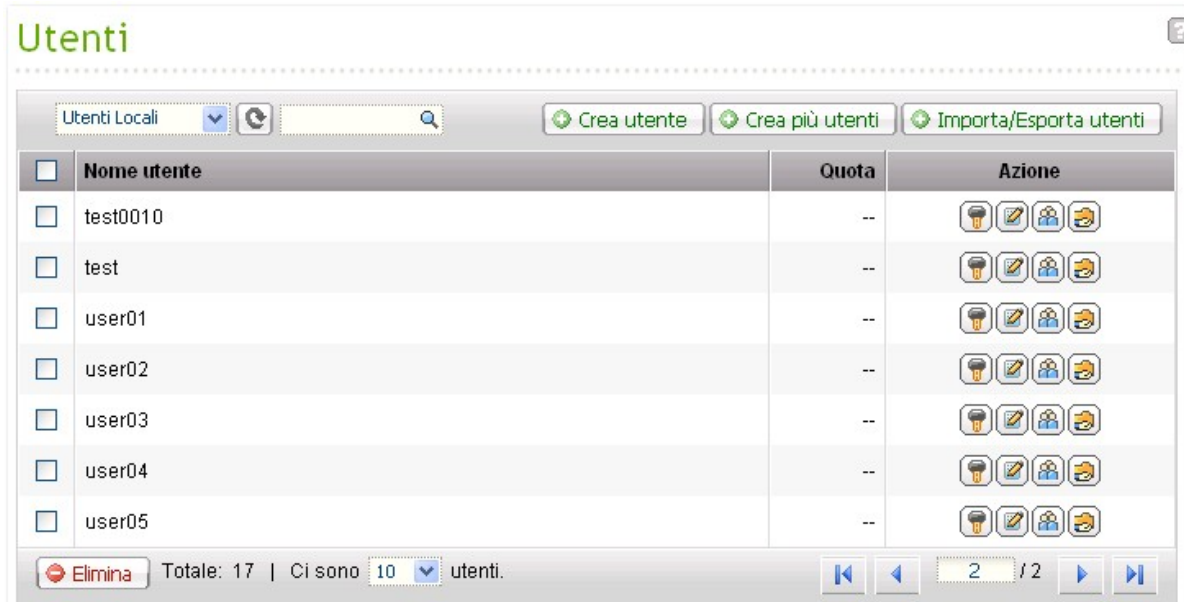 Utenti
?
Utenti Locali Crea utente Crea più utenti Importa/Esporta utenti
Nome utente Quota Azione
test0010 --
test --
user01 --
user02 --
user03 --
user04 --
user05 --
Elimina Totale: 17 | Ci sono 10 utenti. 2 / 2